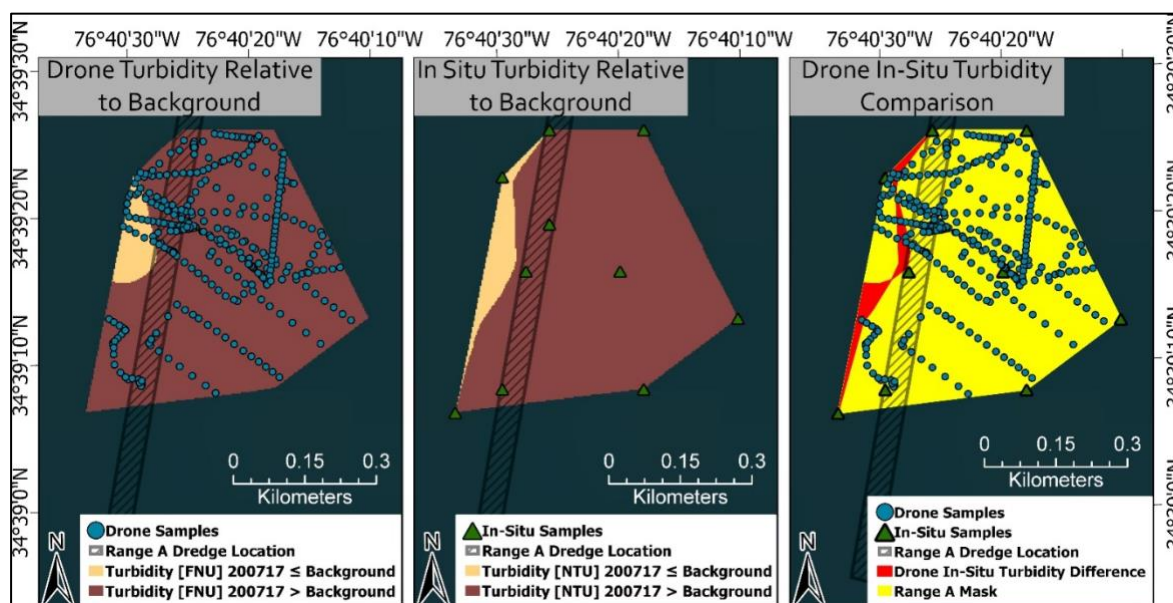 76°40'30"W 76°40'20"W 76°40'10"W
76°40'30"W 76°40'20"W 76°40'10"W
76°40'30"W 76°40'20"W
34°39'30"N
34°39'20"N
34°39'10"N
34°39'0"N
Drone Turbidity Relative
to Background
0 0.15 0.3
Kilometers
N
Drone Samples
Range A Dredge Location
Turbidity [FNU] 200717 ≤ Background
Turbidity [FNU] 200717 > Background
In Situ Turbidity Relative
to Background
0 0.15 0.3
Kilometers
N
In-Situ Samples
Range A Dredge Location
Turbidity [NTU] 200717 ≤ Background
Turbidity [NTU] 200717 > Background
Drone In-Situ Turbidity
Comparison
0 0.15 0.3
Kilometers
N
Drone Samples
In-Situ Samples
Range A Dredge Location
Drone In-Situ Turbidity Difference
Range A Mask